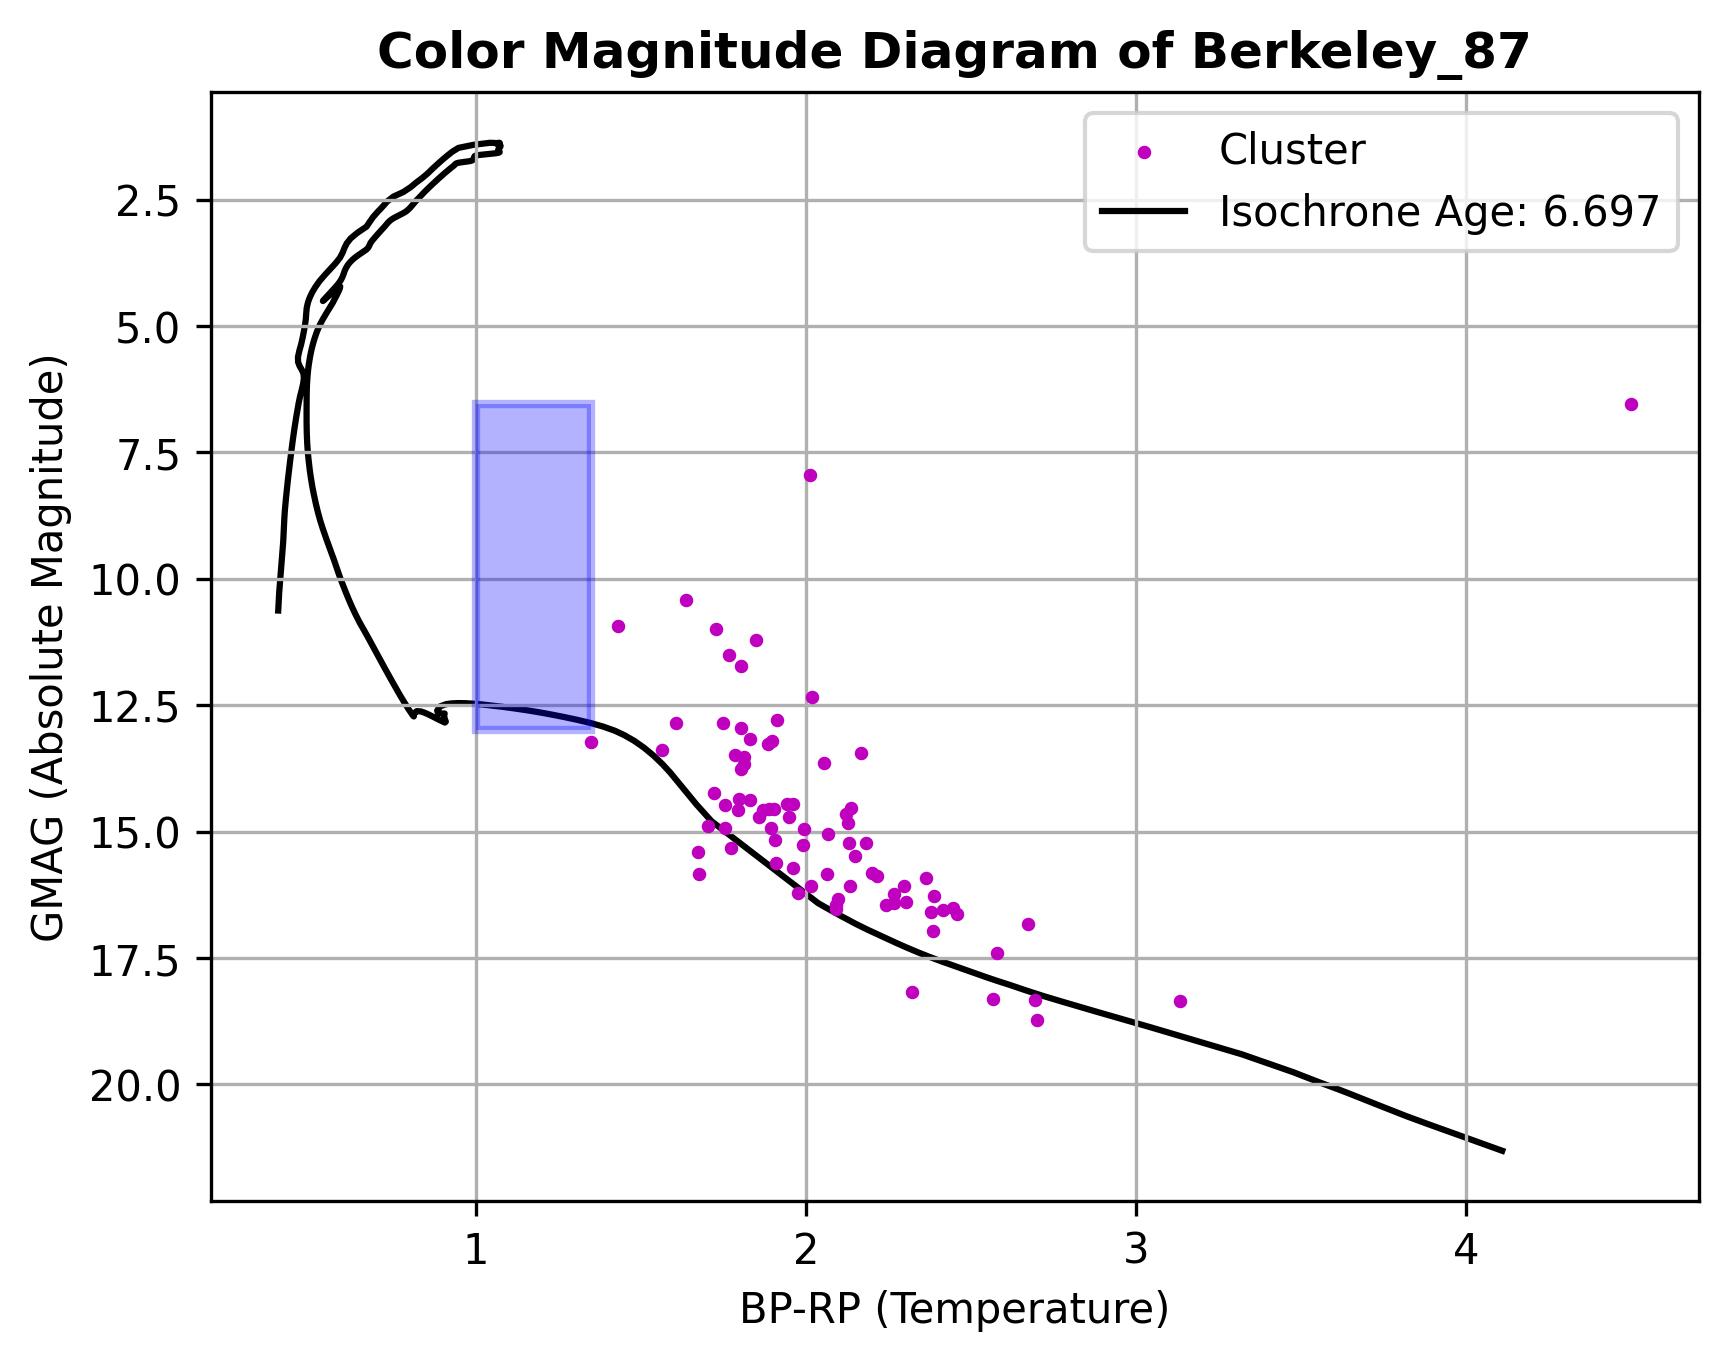 Color Magnitude Diagram of Berkeley_87
Cluster
Isochrone Age: 6.697
GMAG (Absolute Magnitude)
2.5
5.0
7.5
10.0
12.5
15.0
17.5
20.0
1 2 3 4
BP-RP (Temperature)